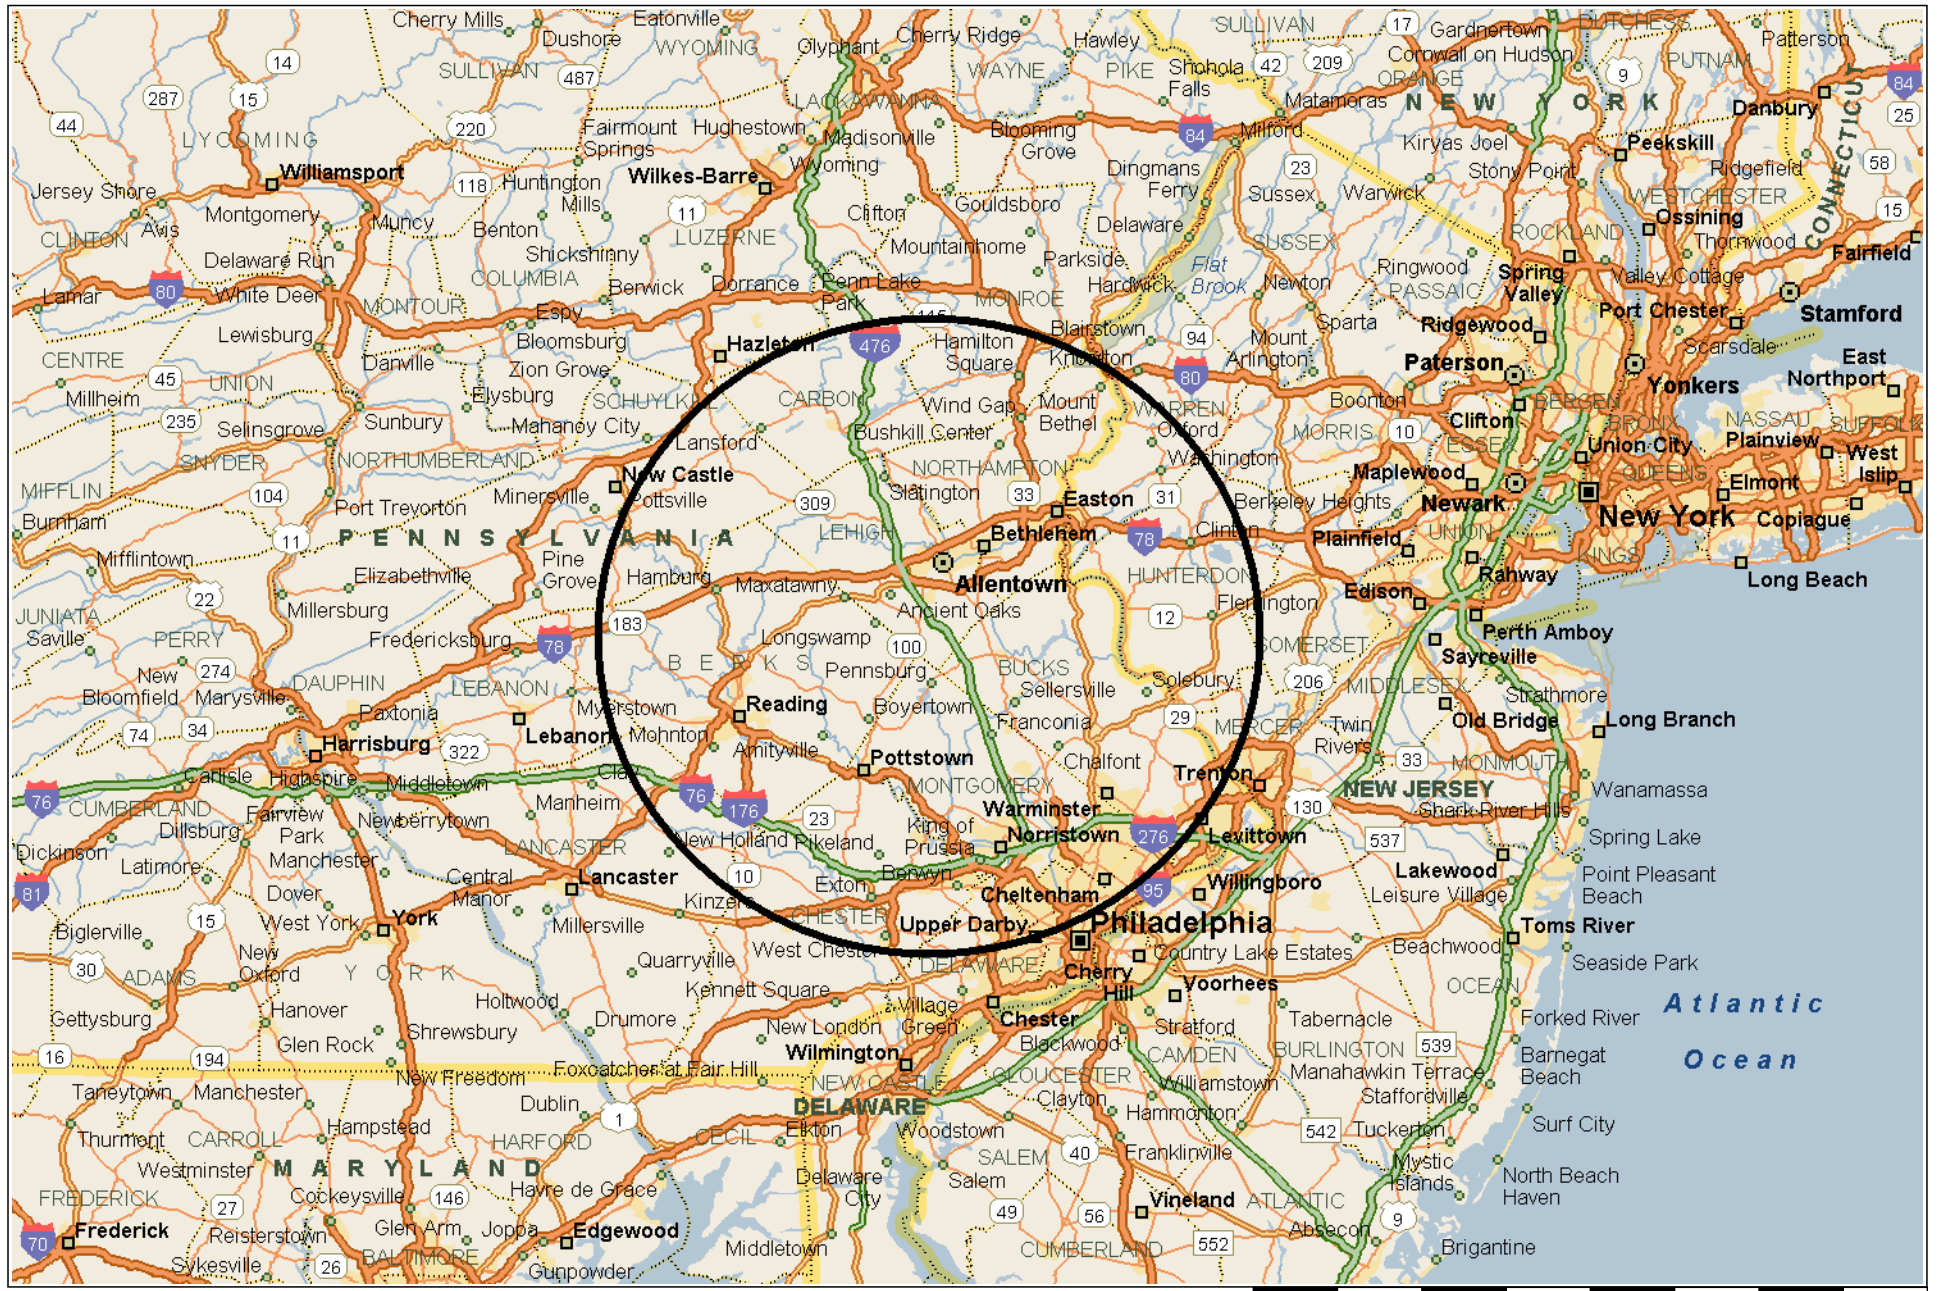 Cherry Mills
Eatonville
Dushore
WYOMING
Olyphant
Cherry Ridge
Hawley
SULLIVAN
17
Gardnertown
DUTCHESS
Patterson
14
SULLIVAN
487
WAYNE
PIKE
Shohola
Falls
42
209
Cornwall on Hudson
ORANGE
9
PUTNAM
84
287
15
LACKAWANNA
Matamoras
NEW YORK
Danbury
25
44
LYCOMING
220
Fairmount
Springs
Hughestown
Madisonville
Blooming
Grove
84
Milford
Kiryas Joel
Peekskill
CONNECTICUT
Williamsport
118
Huntington
Mills
Wilkes-Barre
Wyoming
Dingmans
Ferry
23
Stony Point
Ridgefield
58
Jersey Shore
Montgomery
Muncy
11
Clifton
Gouldsboro
Sussex
Warwick
WESTCHESTER
Ossining
15
CLINTON
Avis
Benton
Shickshinny
LUZERNE
Mountainhome
Delaware
SUSSEX
ROCKLAND
Thornwood
Fairfield
Delaware Run
COLUMBIA
Parkside
Flat
Brook
Ringwood
PASSAIC
Spring
Valley
Valley Cottage
Lamar
80
White Deer
MONTOUR
Berwick
Dorrance
Penn Lake
Park
MONROE
Hardwick
Newton
Port Chester
Stamford
Lewisburg
Espy
Bloomsburg
115
Blairstown
94
Sparta
Ridgewood
Scarsdale
CENTRE
Danville
Hazleton
476
Hamilton
Square
Knowlton
Mount
Arlington
Paterson
East
Northport
45
UNION
Zion Grove
80
Yonkers
Millheim
Elysburg
SCHUYLKILL
CARBON
Wind Gap
Mount
Bethel
WARREN
Boonton
Clifton
BERGEN
BRONX
NASSAU
SUFFOLK
235
Selinsgrove
Sunbury
Mahanoy City
Lansford
Bushkill Center
Oxford
MORRIS
10
ESSEX
Union City
Plainview
West
Islip
SNYDER
NORTHUMBERLAND
New Castle
NORTHAMPTON
Washington
Maplewood
QUEENS
MIFFLIN
104
Minersville
Pottsville
309
Slatington
33
Easton
31
Berkeley Heights
Newark
Elmont
Burnham
Port Trevorton
New York
Copiague
11
PENNSYLVANIA
LEHIGH
Bethlehem
78
Clinton
Plainfield
UNION
KINGS
Mifflintown
Elizabethville
Pine
Grove
Hamburg
Maxatawny
Allentown
HUNTERDON
Rahway
Long Beach
22
Millersburg
Ancient Oaks
Flemington
Edison
JUNIATA
Saville
PERRY
Fredericksburg
78
183
Longswamp
100
12
SOMERSET
Perth Amboy
Sayreville
274
New
Bloomfield
Marysville
DAUPHIN
LEBANON
BERKS
Pennsburg
BUCKS
Sellersville
Solebury
206
MIDDLESEX
Strathmore
Paxtonia
Myerstown
Reading
Boyertown
Franconia
29
MERCER
Twin
Rivers
Old Bridge
Long Branch
74
34
Harrisburg
322
Lebanon
Mohnton
Amityville
Pottstown
Chalfont
Trenton
33
MONMOUTH
76
Carlisle
Highspire
Middletown
Clay
76
176
MONTGOMERY
NEW JERSEY
Wanamassa
CUMBERLAND
Fairview
Park
Newberrytown
Manheim
23
Warminster
130
Shark River Hills
Dillsburg
New Holland
Pikeland
King of
Prussia
Norristown
276
Levittown
537
Spring Lake
Dickinson
Latimore
Manchester
LANCASTER
10
Exton
Berwyn
Cheltenham
95
Willingboro
Lakewood
Leisure Village
Point Pleasant
Beach
81
Dover
Central
Manor
Lancaster
Kinzers
CHESTER
Upper Darby
Philadelphia
15
West York
York
Millersville
Toms River
Biglerville
New
Oxford
West Chester
DELAWARE
Country Lake Estates
Beachwood
Seaside Park
30
ADAMS
YORK
Quarryville
Kennett Square
Cherry
Hill
Voorhees
OCEAN
Atlantic
Ocean
Gettysburg
Hanover
Shrewsbury
Holtwood
Drumore
Village
Green
Chester
Stratford
Tabernacle
Forked River
16
194
Glen Rock
New London
Wilmington
Blackwood
CAMDEN
BURLINGTON
539
Barnegat
Beach
Taneytown
Manchester
New Freedom
Foxcatcher at Fair Hill
NEW CASTLE
GLOUCESTER
Williamstown
Manahawkin Terrace
Dublin
1
DELAWARE
Clayton
Hammonton
Staffordville
Surf City
Thurmont
CARROLL
Hampstead
HARFORD
CECIL
Elkton
Woodstown
542
Tuckerton
Westminster
MARYLAND
SALEM
40
Franklinville
Mystic
Islands
North Beach
Haven
FREDERICK
27
Cockeysville
146
Havre de Grace
Delaware
City
Salem
Vineland
ATLANTIC
70
Frederick
Reisterstown
Glen Arm
Joppa
Edgewood
49
56
Absecon
9
Sykesville
26
BALTIMORE
Gunpowder
Middletown
CUMBERLAND
552
Brigantine